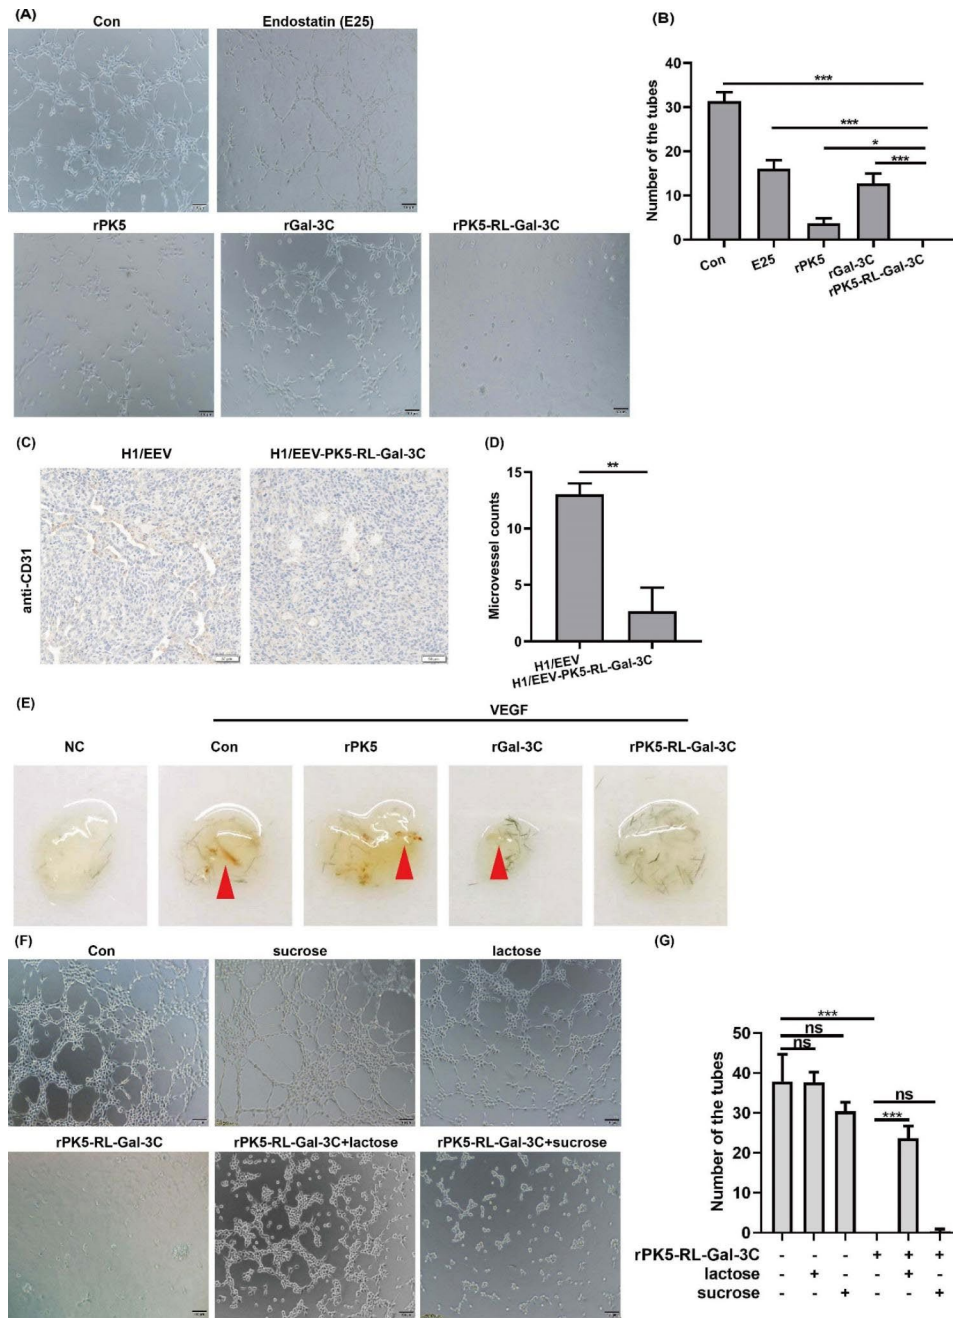 (A)
Con
Endostatin (E25)
rPK5
rGal-3C
rPK5-RL-Gal-3C
(B)
Number of the tubes
40
30
20
10
0
***
***
*
***
Con
E25
rPK5
rGal-3C
rPK5-RL-Gal-3C
(C)
H1/EEV
H1/EEV-PK5-RL-Gal-3C
anti-CD31
(D)
Microvessel counts
15
10
5
0
**
H1/EEV
H1/EEV-PK5-RL-Gal-3C
(E)
VEGF
NC
Con
rPK5
rGal-3C
rPK5-RL-Gal-3C
(F)
Con
sucrose
lactose
rPK5-RL-Gal-3C
rPK5-RL-Gal-3C+lactose
rPK5-RL-Gal-3C+sucrose
(G)
Number of the tubes
50
40
30
20
10
0
***
ns
ns
ns
***
rPK5-RL-Gal-3C - - - + + +
lactose - + - - + -
sucrose - - + - - +